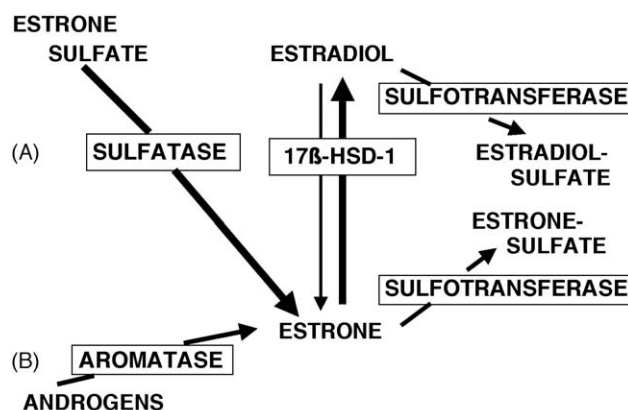 ESTRONE
SULFATE
ESTRADIOL
SULFOTRANSFERASE
(A)
SULFATASE
17ß-HSD-1
ESTRADIOL-
SULFATE
ESTRONE-
SULFATE
SULFOTRANSFERASE
ESTRONE
(B)
AROMATASE
ANDROGENS